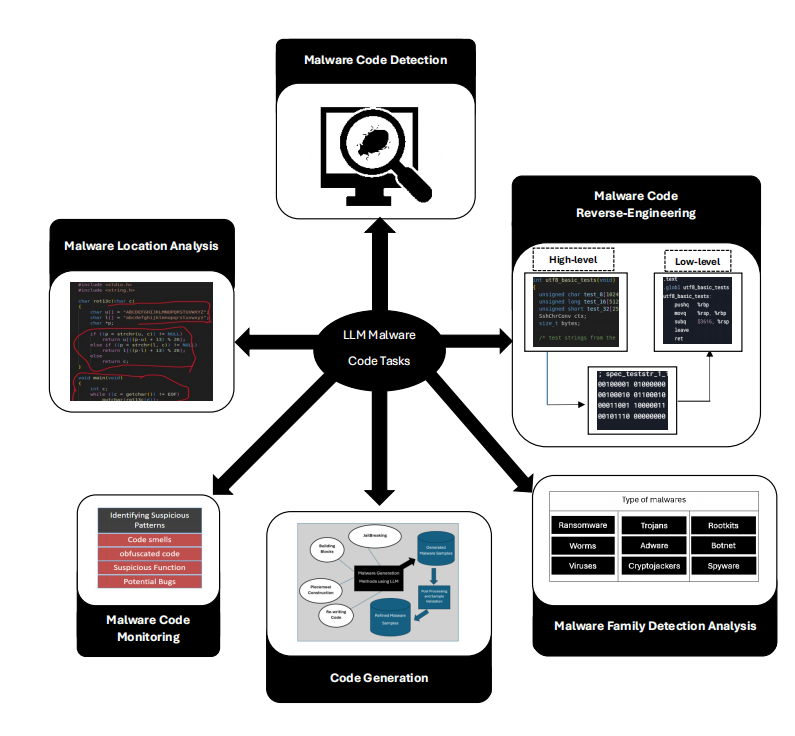 Malware Code Detection
Malware Code
Reverse-Engineering
High-level
Low-level
int utf8_basic_tests(void)
{
unsigned char test_8[1024
unsigned long test_16[512
unsigned short test_32[25
SshChrConv ctx;
size_t bytes;
/* test strings from the
.text
.globl utf8_basic_tests
utf8_basic_tests:
pushq %rbp
movq %rsp, %rbp
subq $3616, %rsp
leave
ret
; spec_teststr_1_
00100001 01000000
00100010 01100010
00011001 10000011
00101110 00000000
Malware Location Analysis
#include <stdio.h>
#include <string.h>
char rot13c(char c)
{
char u[] = "ABCDEFGHIJKLMNOPQRSTUVWXYZ";
char l[] = "abcdefghijklmnopqrstuvwxyz";
char *p;
if ((p = strchr(u, c)) != NULL)
return u[((p-u) + 13) % 26];
else if ((p = strchr(l, c)) != NULL)
return l[((p-l) + 13) % 26];
else
return c;
}
void main(void)
{
int c;
while ((c = getchar()) != EOF)
putchar(rot13c(c));
LLM Malware
Code Tasks
Identifying Suspicious
Patterns
Code smells
obfuscated code
Suspicious Function
Potential Bugs
Malware Code
Monitoring
JailBreaking
Building
Blocks
Piecemeal
Construction
Re-writing
Code
Malware Generation
Methods using LLM
Generated
Malware Samples
Post Processing
and Sample
Validation
Refined Malware
Samples
Code Generation
Type of malwares
Ransomware
Trojans
Rootkits
Worms
Adware
Botnet
Viruses
Cryptojackers
Spyware
Malware Family Detection Analysis